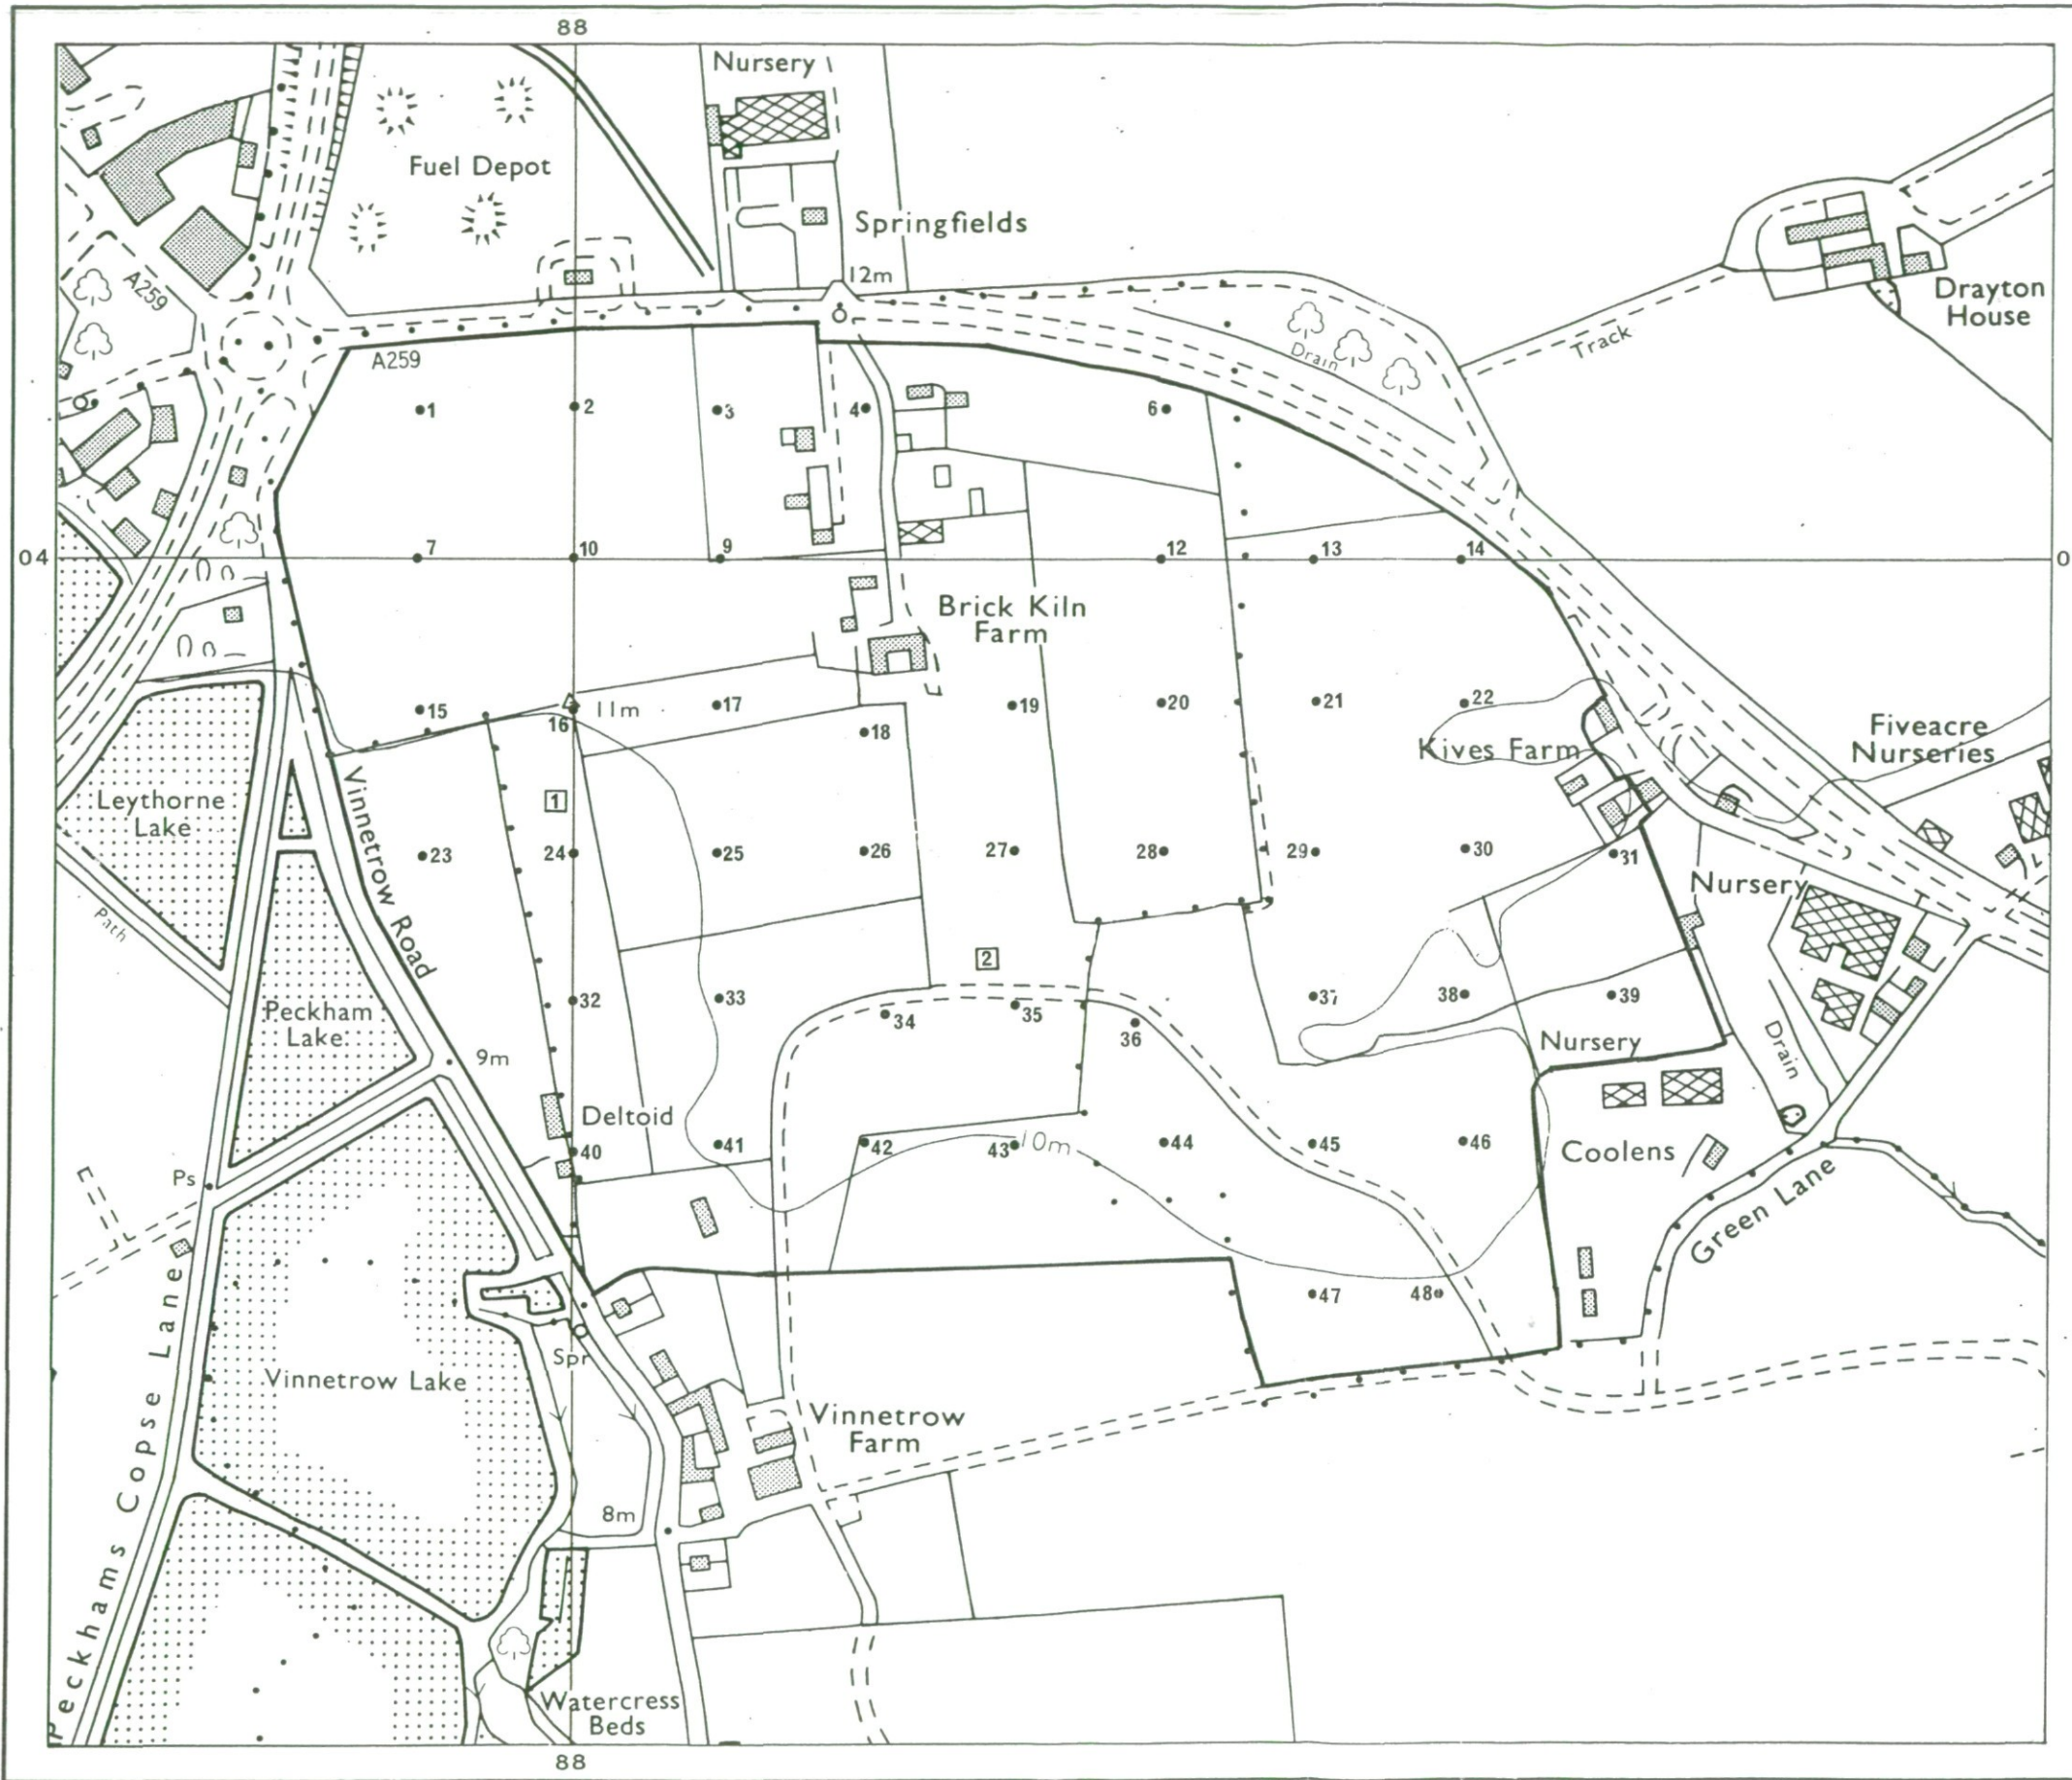 88
Nursery
Fuel Depot
Springfields
A259
12m
Drayton
House
Drain
Track
A259
1
2
3
4
6
04
7
10
9
12
13
14
0
Brick Kiln
Farm
15
16
11m
17
18
19
20
21
22
Kives Farm
Fiveacre
Nurseries
Leythorne
Lake
1
Vinnetrow Road
23
24
25
26
27
28
29
30
31
Nursery
Path
2
Peckham
Lake
32
33
34
35
36
37
38
39
9m
Nursery
Drain
Deltoid
40
41
42
43
10m
44
45
46
Coolens
Ps
Green Lane
47
48
Spr
Vinnetrow Lake
Peckhams Copse Lane
Vinnetrow
Farm
8m
Watercress
Beds
88